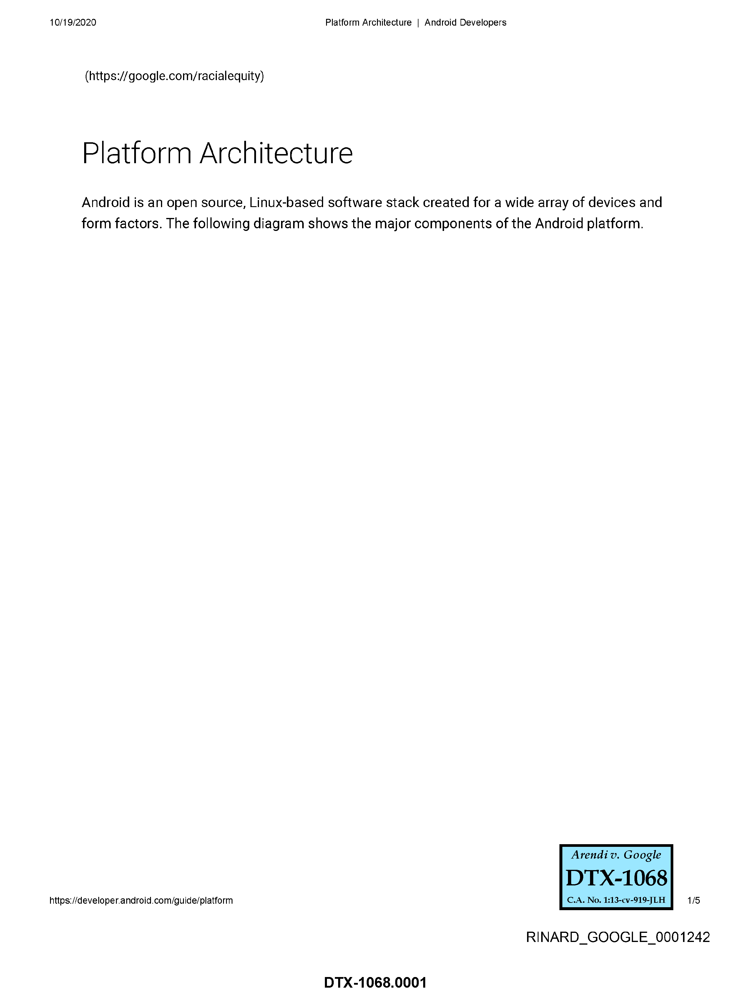 10/19/2020
Platform Architecture | Android Developers
(https://google.com/racialequity)
Platform Architecture
Android is an open source, Linux-based software stack created for a wide array of devices and
form factors. The following diagram shows the major components of the Android platform.
Arendi v. Google
DTX-1068
C.A. No. 1:13-cv-919-JLH
https://developer.android.com/guide/platform
1/5
RINARD_GOOGLE_0001242
DTX-1068.0001